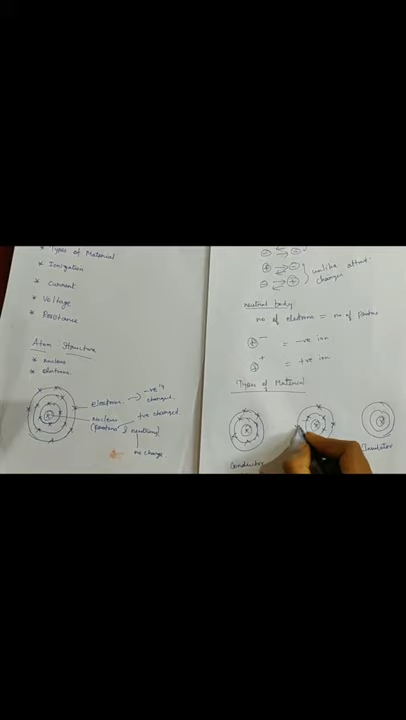 * Types of Material
* Ionization
* Current
* Voltage
* Resistance
Atom Structure
* nucleus
* electrons
electrons → -ve'ly
charged.
nucleus +ve charged.
(protons & neutrons)
no charge.
unlike attract
charges
neutral body
no of electrons = no of protons
= -ve ion
= +ve ion
Types of Material
Conductor
Insulator